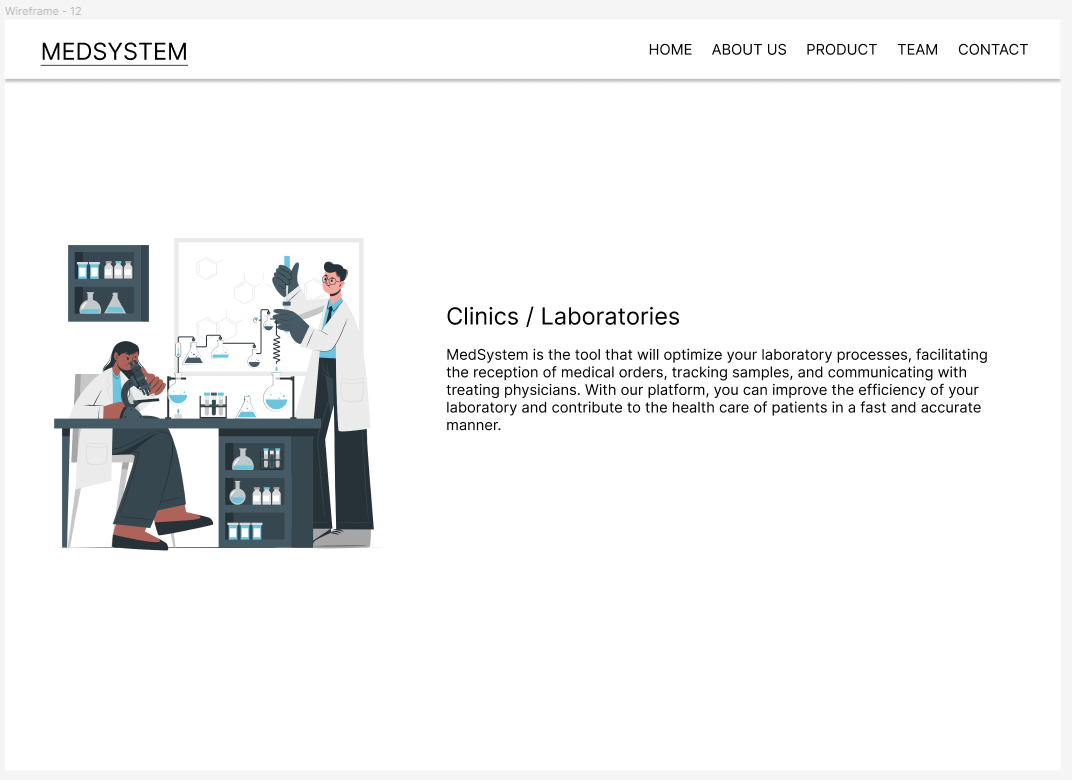 Wireframe - 12
MEDSYSTEM
HOME ABOUT US PRODUCT TEAM CONTACT
Clinics / Laboratories
MedSystem is the tool that will optimize your laboratory processes, facilitating
the reception of medical orders, tracking samples, and communicating with
treating physicians. With our platform, you can improve the efficiency of your
laboratory and contribute to the health care of patients in a fast and accurate
manner.